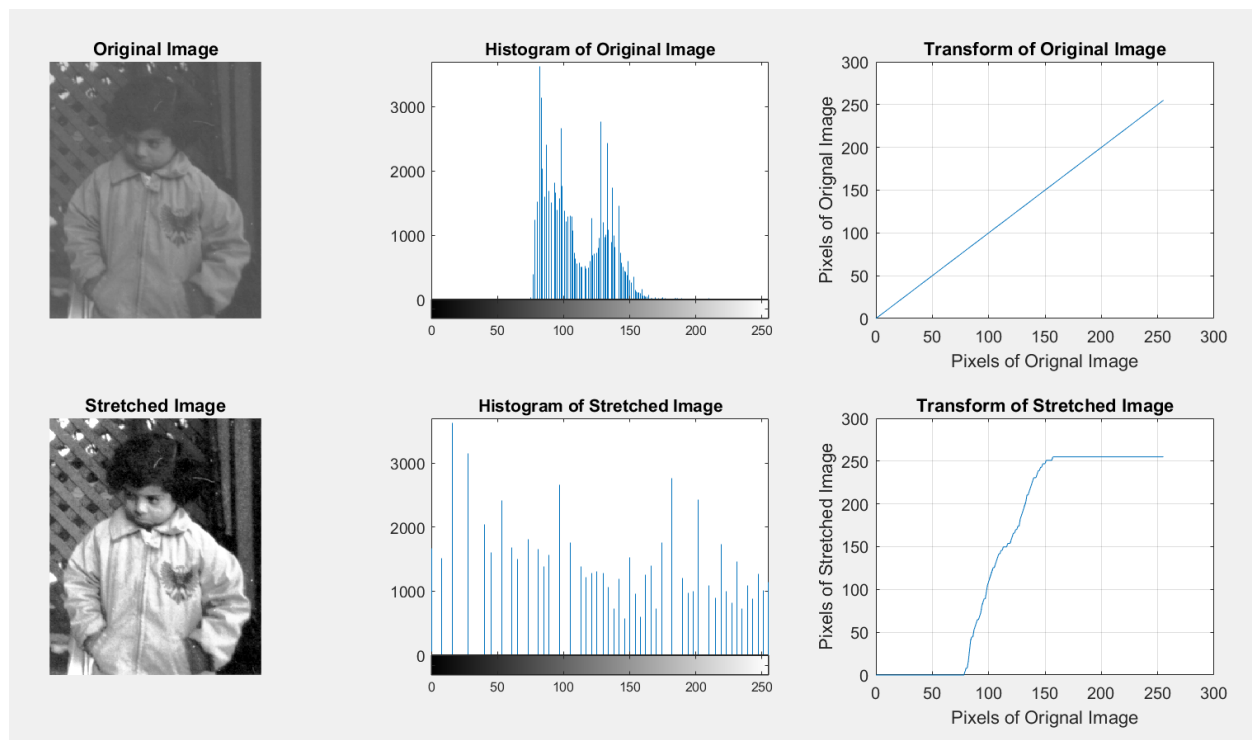 Original Image
Histogram of Original Image
3000
2000
1000
0
0 50 100 150 200 250
Transform of Original Image
Pixels of Orignal Image
300
250
200
150
100
50
0
0 50 100 150 200 250 300
Pixels of Orignal Image
Stretched Image
Histogram of Stretched Image
3000
2000
1000
0
0 50 100 150 200 250
Transform of Stretched Image
Pixels of Stretched Image
300
250
200
150
100
50
0
0 50 100 150 200 250 300
Pixels of Orignal Image